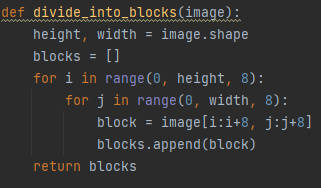 def divide_into_blocks(image):
    height, width = image.shape
    blocks = []
    for i in range(0, height, 8):
        for j in range(0, width, 8):
            block = image[i:i+8, j:j+8]
            blocks.append(block)
    return blocks